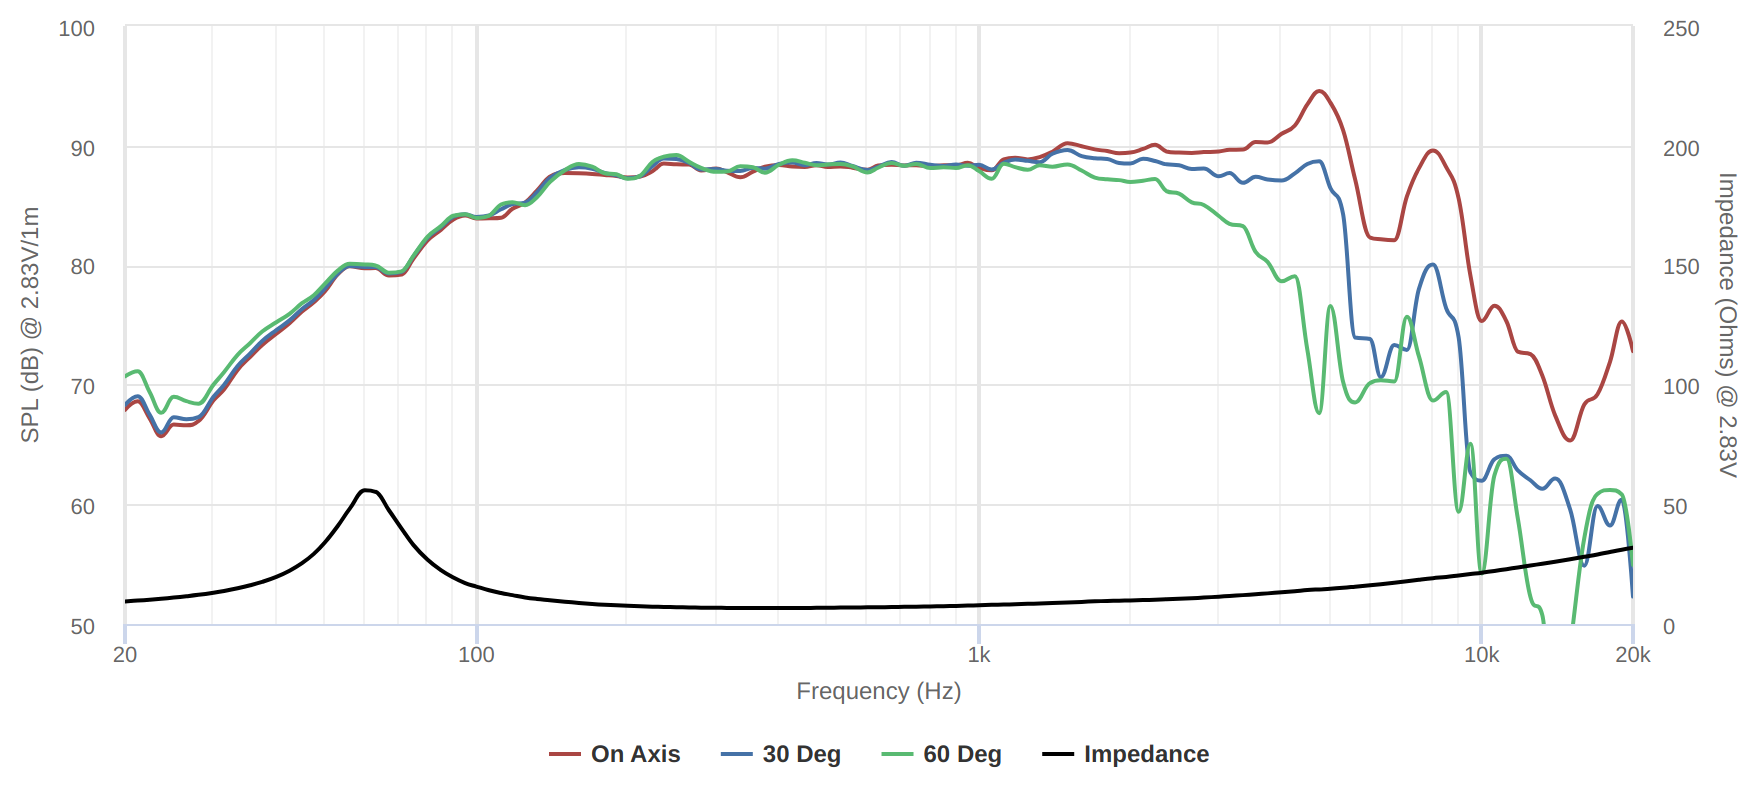 100
90
80
70
60
50
SPL (dB) @ 2.83V/1m
250
200
150
100
50
0
Impedance (Ohms) @ 2.83V
20
100
1k
10k
20k
Frequency (Hz)
On Axis
30 Deg
60 Deg
Impedance